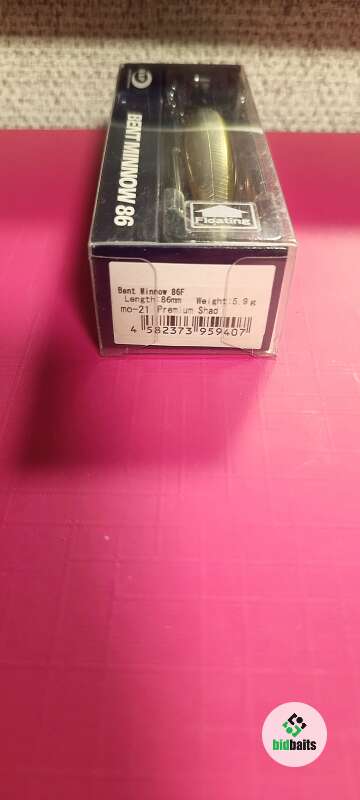 BENT MINNOW 86
Floating
Bent Minnow 86F
Length:86mm Weight:5.9g
mo-21 Premium Shad
4 582373 959407
bidbaits